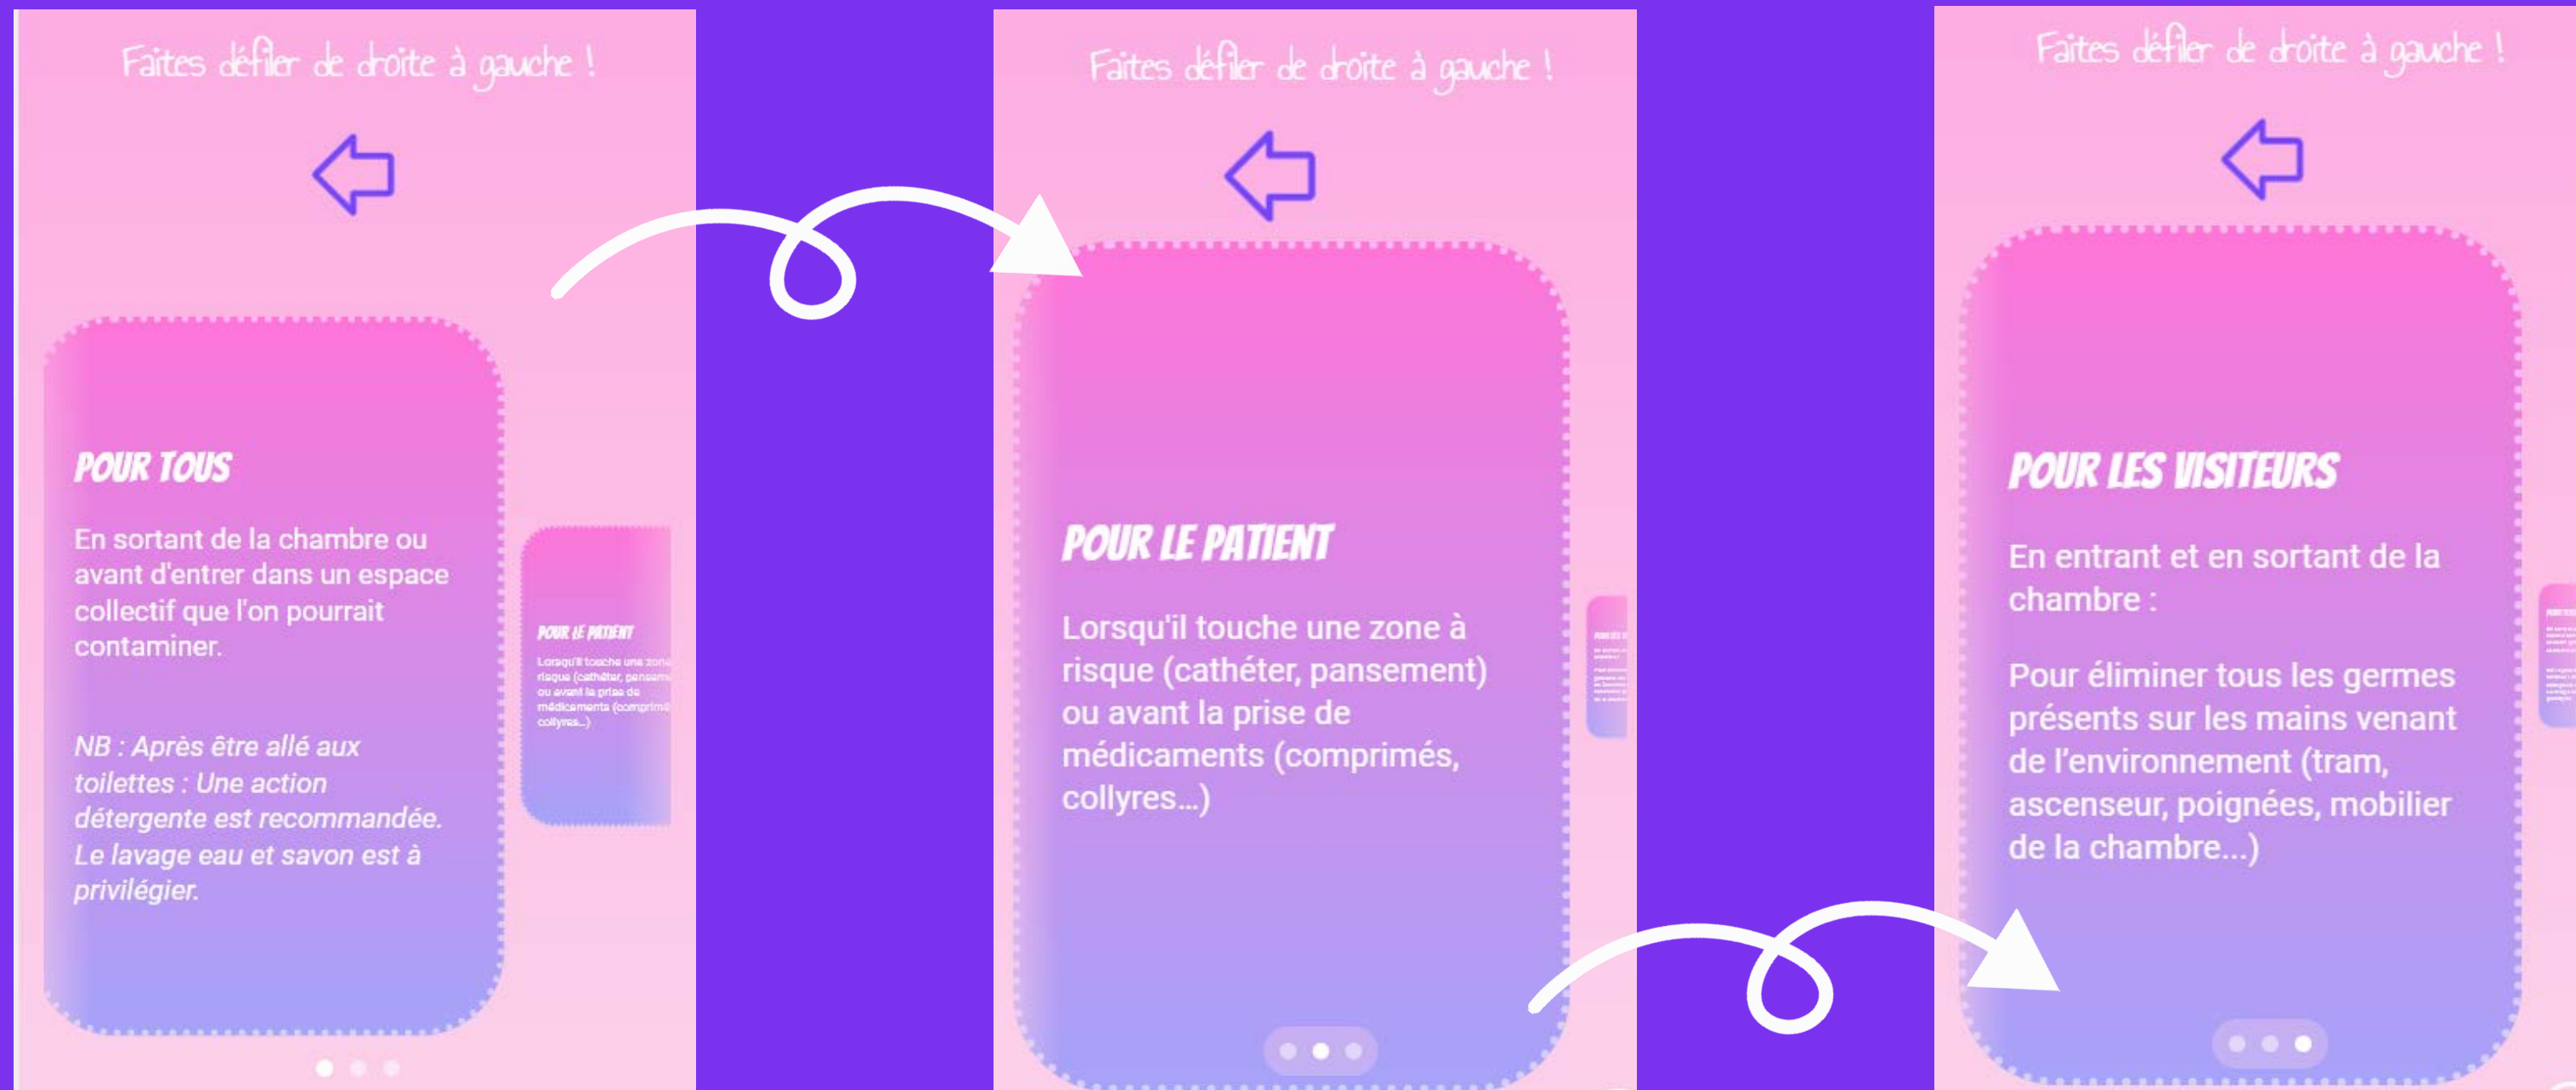 Faites défiler de droite à gauche !
POUR TOUS
En sortant de la chambre ou
avant d'entrer dans un espace
collectif que l'on pourrait
contaminer.
NB : Après être allé aux
toilettes : Une action
détergente est recommandée.
Le lavage eau et savon est à
privilégier.
POUR LE PATIENT
Lorsqu'il touche une zone
risque (cathéter,
ou avant la prise de
médicaments
collyres...)
Faites défiler de droite à gauche !
POUR LE PATIENT
Lorsqu'il touche une zone à
risque (cathéter, pansement)
ou avant la prise de
médicaments (comprimés,
collyres...)
Faites défiler de droite à gauche !
POUR LES VISITEURS
En entrant et en sortant de la
chambre :
Pour éliminer tous les germes
présents sur les mains venant
de l’environnement (tram,
ascenseur, poignées, mobilier
de la chambre...)